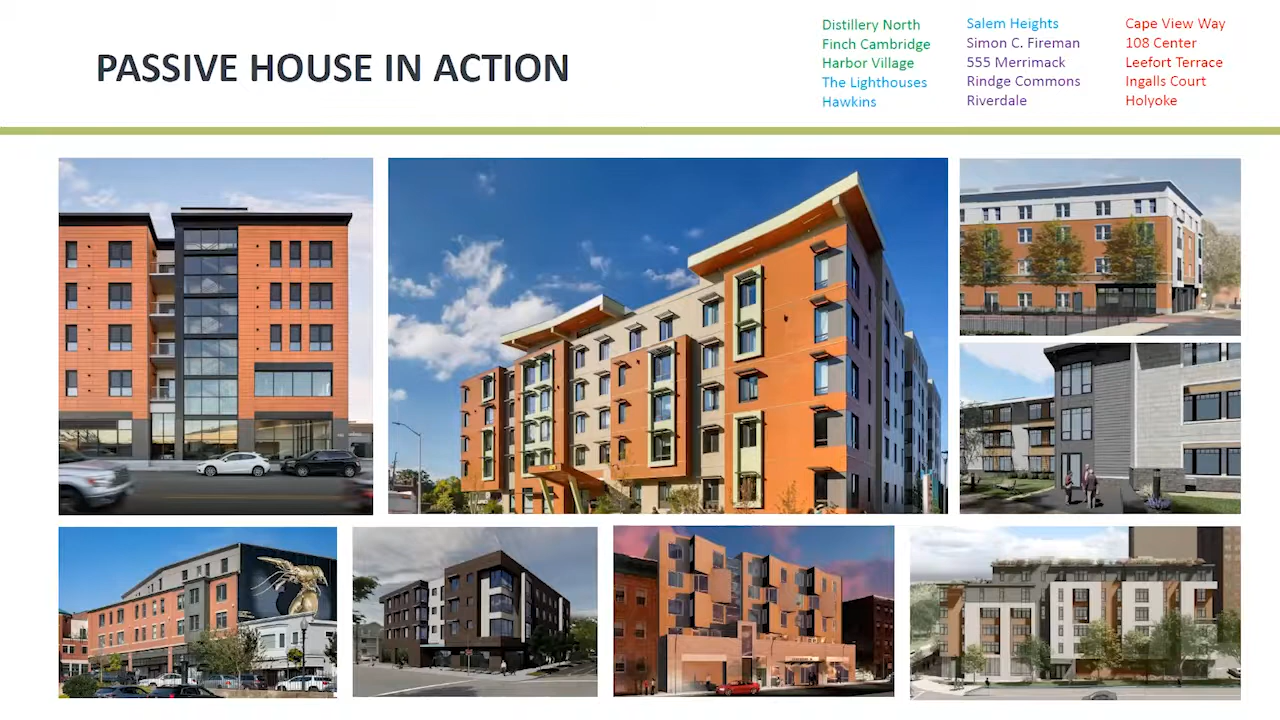 PASSIVE HOUSE IN ACTION
Distillery North
Finch Cambridge
Harbor Village
The Lighthouses
Hawkins
Salem Heights
Simon C. Fireman
555 Merrimack
Rindge Commons
Riverdale
Cape View Way
108 Center
Leefort Terrace
Ingalls Court
Holyoke